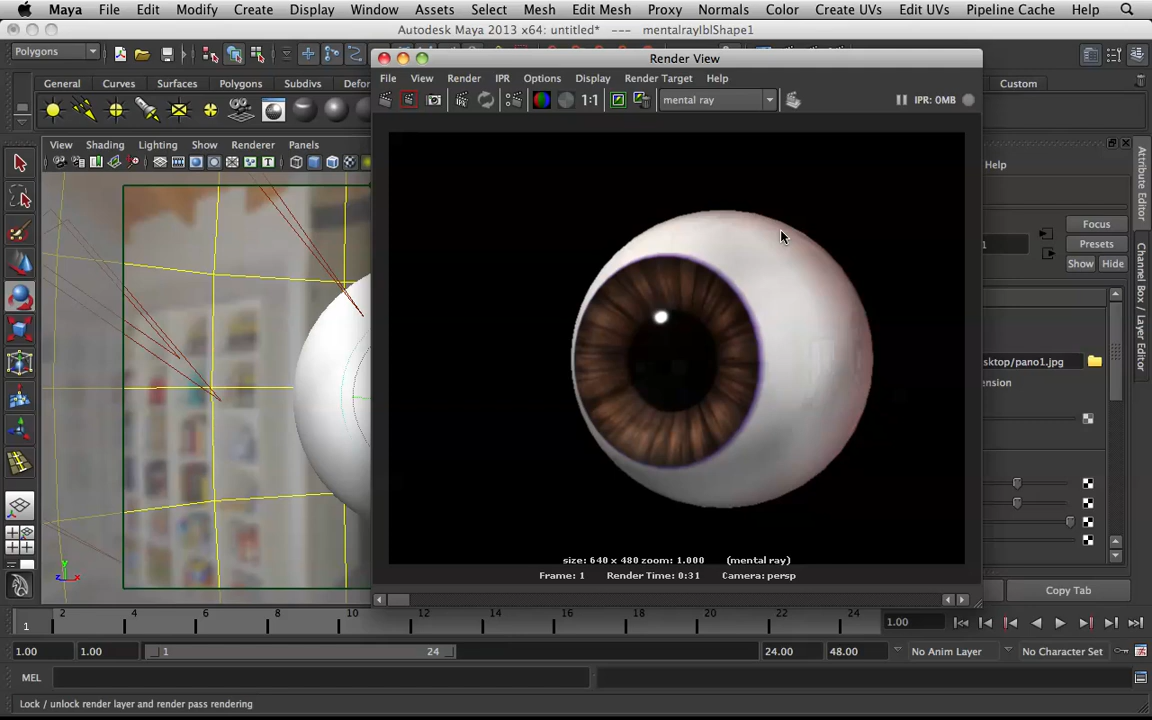 Maya File Edit Modify Create Display Window Assets Select Mesh Edit Mesh Proxy Normals Color Create UVs Edit UVs Pipeline Cache Help
Autodesk Maya 2013 x64: untitled* --- mentalrayIblShape1
Polygons
Render View
General Curves Surfaces Subdivs Custom
File View Render IPR Options Display Render Target Help
1:1 mental ray IPR: 0MB
View Shading Lighting Show Renderer Panels
Help
Focus
Presets
Show Hide
sktop/pano1.jpg
Attribute Editor
Channel Box / Layer Editor
size: 640 x 480 zoom: 1.000 (mental ray)
Frame: 1 Render Time: 0:31 Camera: persp
Copy Tab
2 4 6 8 10 12 14 16 18 20 22 24
1 1.00
1.00 1.00 1 24 24.00 48.00 No Anim Layer No Character Set
MEL
Lock / unlock render layer and render pass rendering